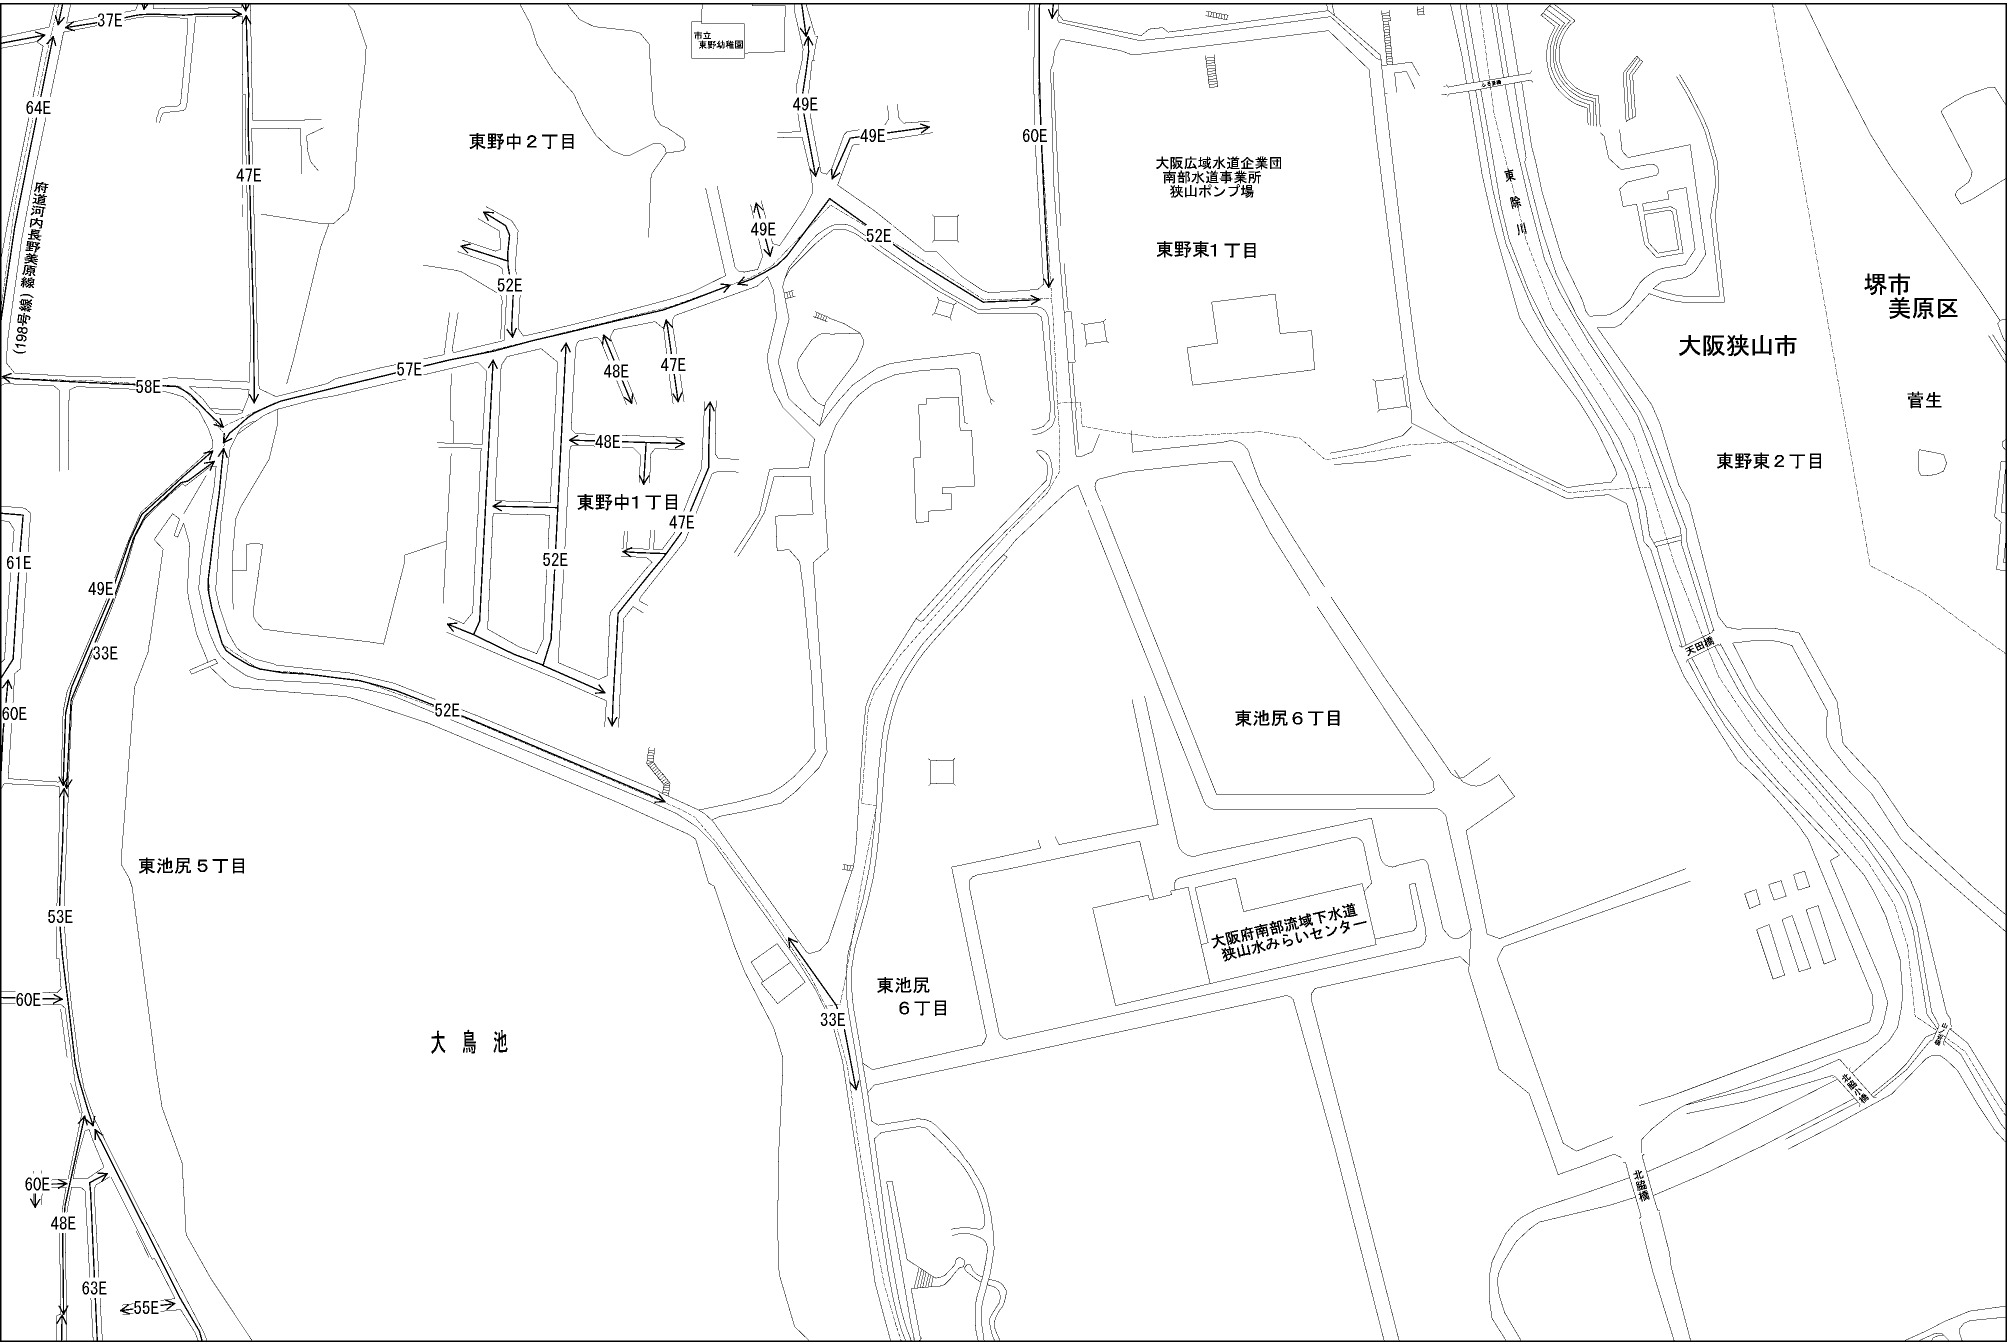 37E
市立
東野幼稚園
64E
49E
49E
60E
東野中２丁目
47E
府道河内長野美原線
(198号線)
49E
52E
52E
大阪広域水道企業団
南部水道事業所
狭山ポンプ場
東野東１丁目
東除川
堺市
美原区
大阪狭山市
菅生
東野東２丁目
58E
57E
48E
47E
48E
東野中１丁目
47E
52E
61E
49E
33E
60E
52E
天田橋
東池尻６丁目
東池尻５丁目
53E
大阪府南部流域下水道
狭山水みらいセンター
60E
大鳥池
東池尻
６丁目
33E
北脇小橋
北脇橋
60E
48E
63E
55E